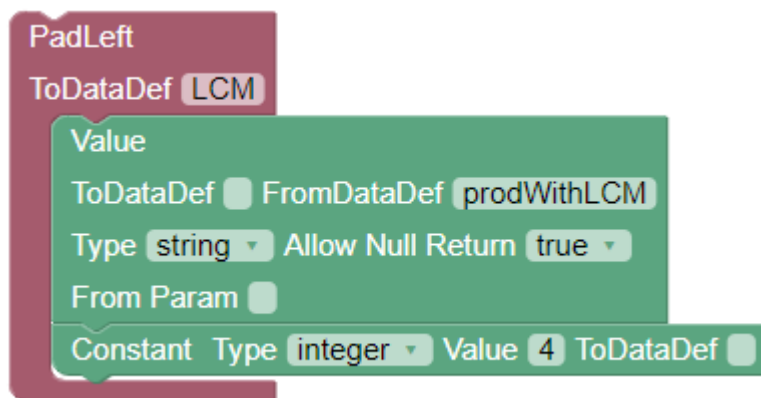 PadLeft
ToDataDef LCM
Value
ToDataDef FromDataDef prodWithLCM
Type string Allow Null Return true
From Param
Constant Type integer Value 4 ToDataDef